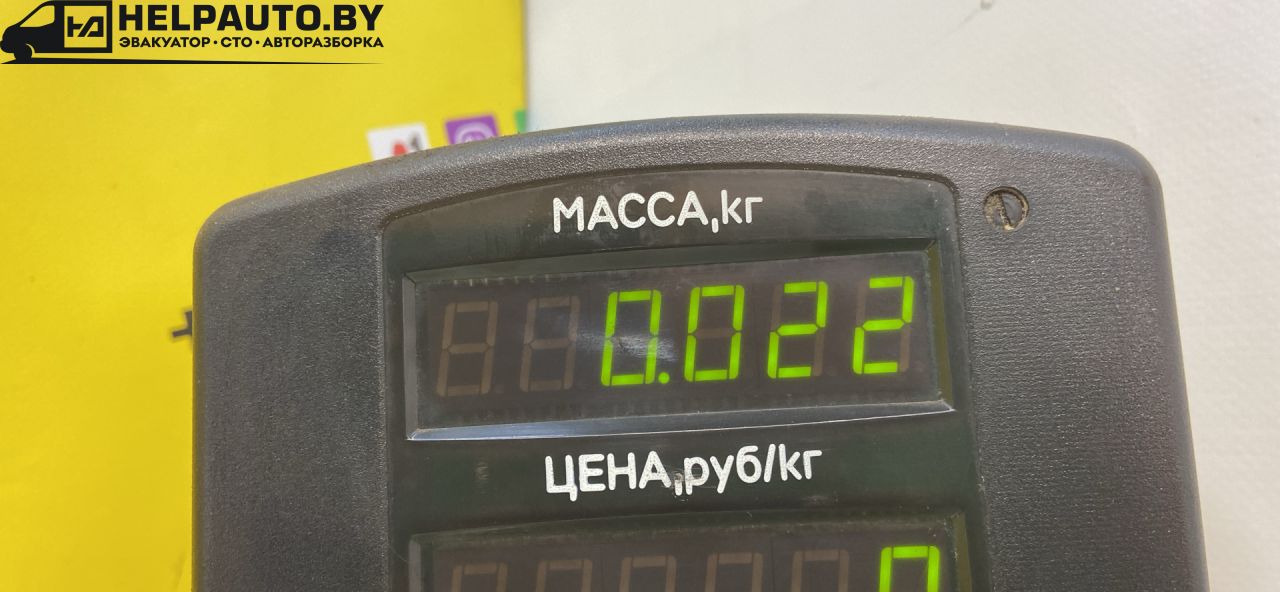 HELPAUTO.BY
ЭВАКУАТОР · СТО · АВТОРАЗБОРКА
МАССА,кг
0.022
ЦЕНА,руб/кг
0